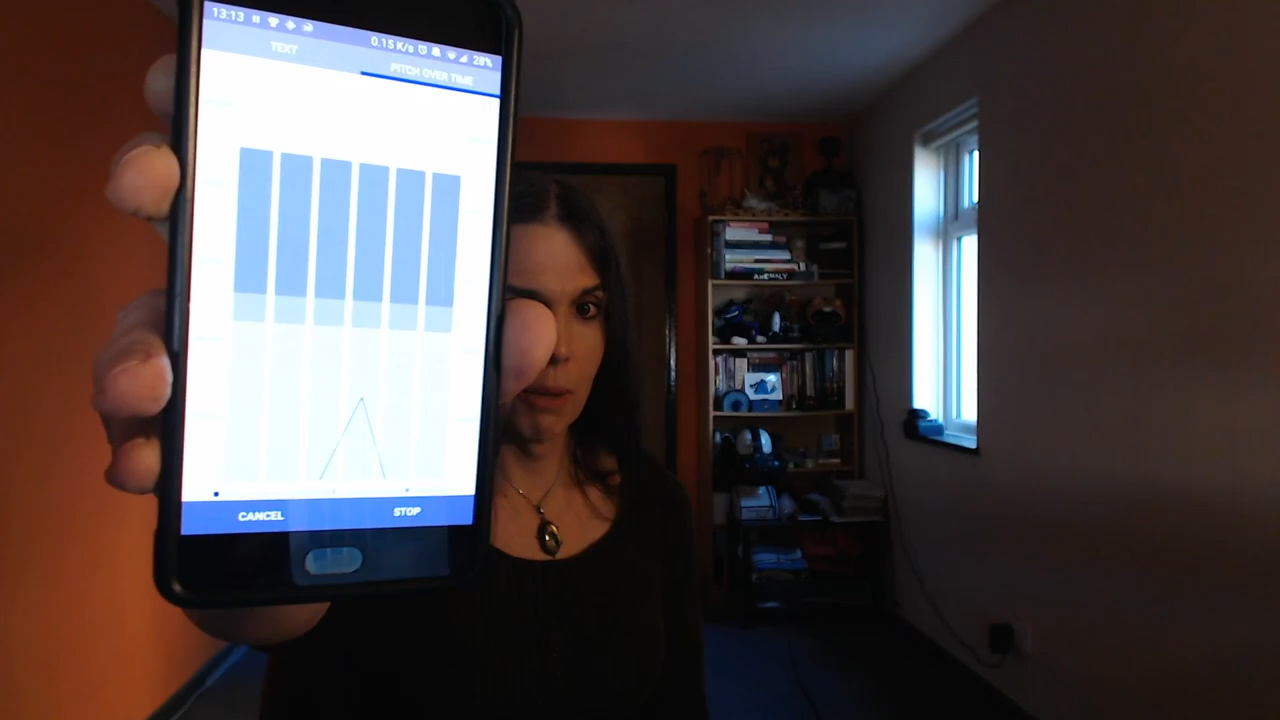 13:13 0.15 K/s 28%
TEXT
PITCH OVER TIME
CANCEL STOP
ANOMALY